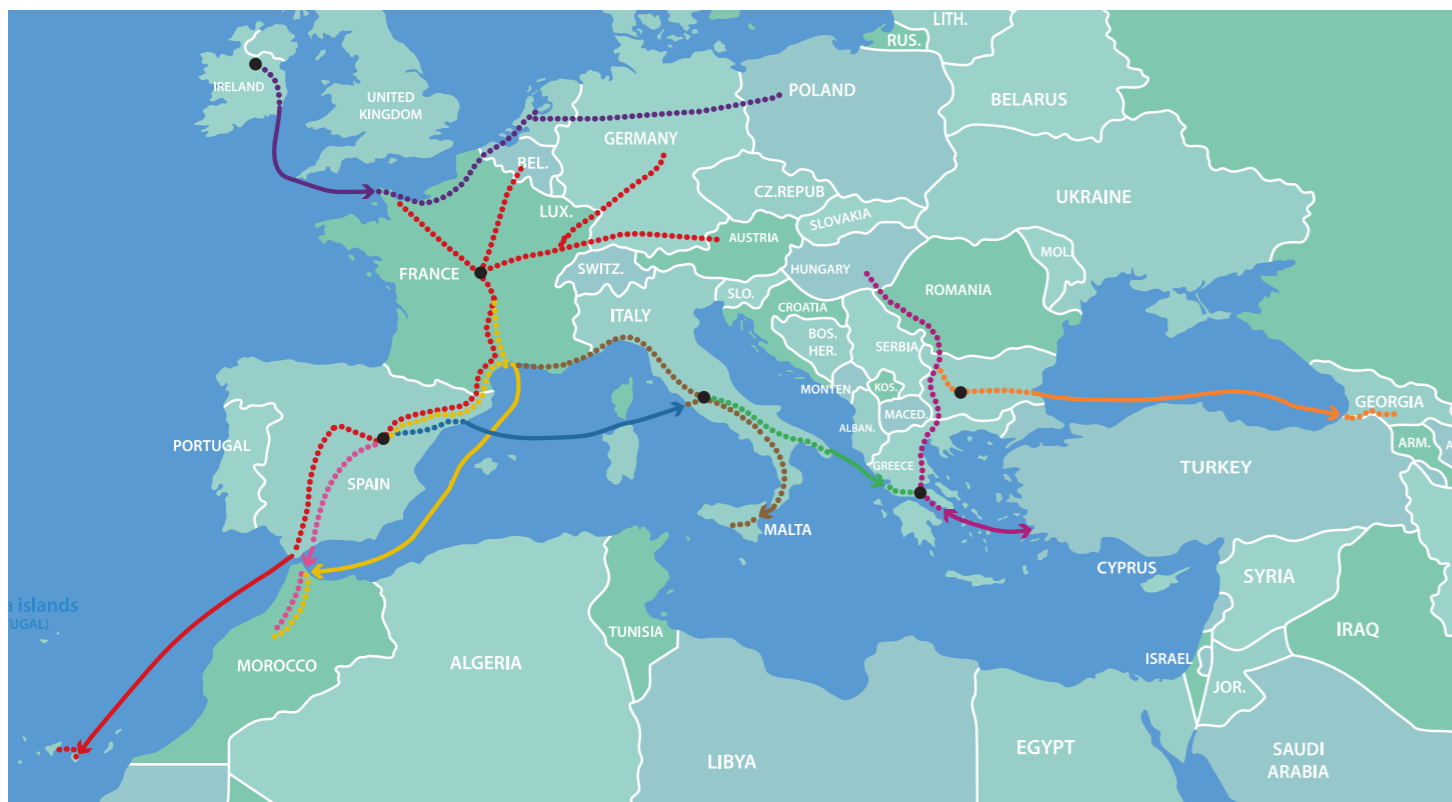 LITH.
RUS.
IRELAND
UNITED
KINGDOM
POLAND
BELARUS
GERMANY
BEL.
CZ.REPUB
UKRAINE
LUX.
SLOVAKIA
AUSTRIA
FRANCE
SWITZ.
HUNGARY
MOL.
SLO.
ROMANIA
CROATIA
ITALY
BOS.
HER.
SERBIA
MONTEN
KOS.
GEORGIA
MACED.
ALBAN.
ARM.
A
PORTUGAL
SPAIN
GREECE
TURKEY
MALTA
CYPRUS
SYRIA
a islands
TUGAL)
TUNISIA
IRAQ
MOROCCO
ALGERIA
ISRAEL
JOR.
LIBYA
EGYPT
SAUDI
ARABIA